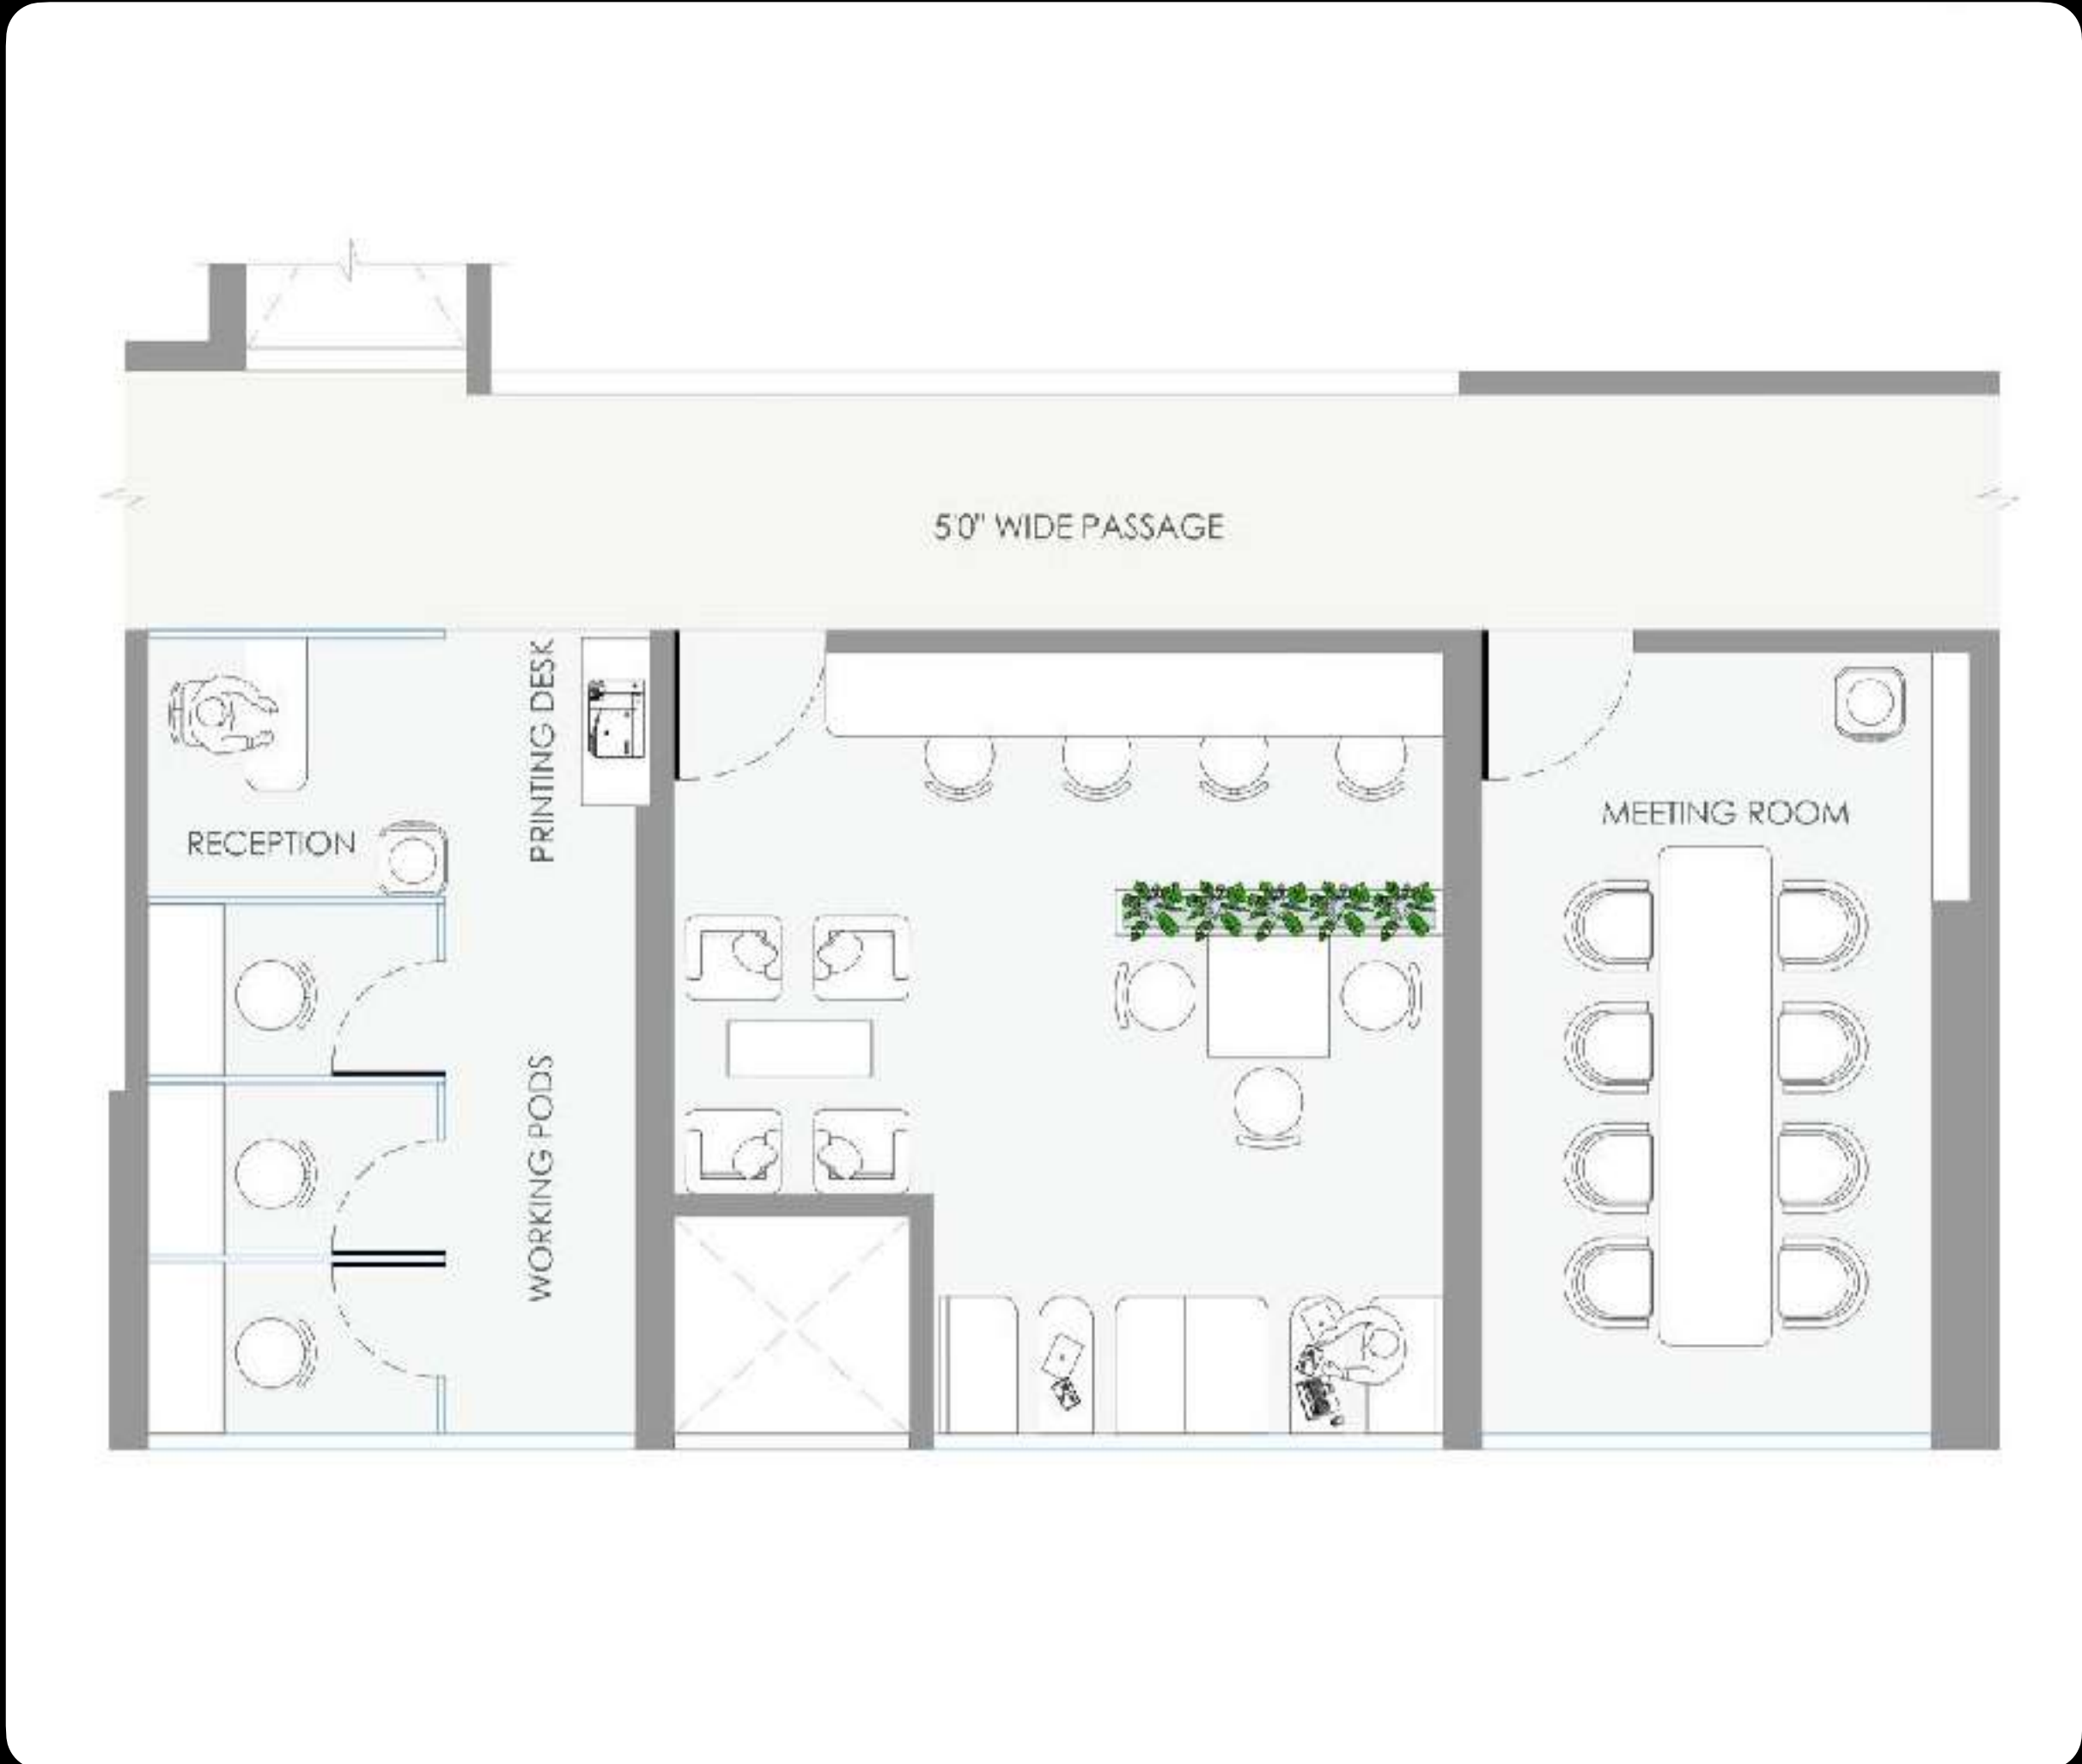 5'0" WIDE PASSAGE
PRINTING DESK
RECEPTION
MEETING ROOM
WORKING PODS